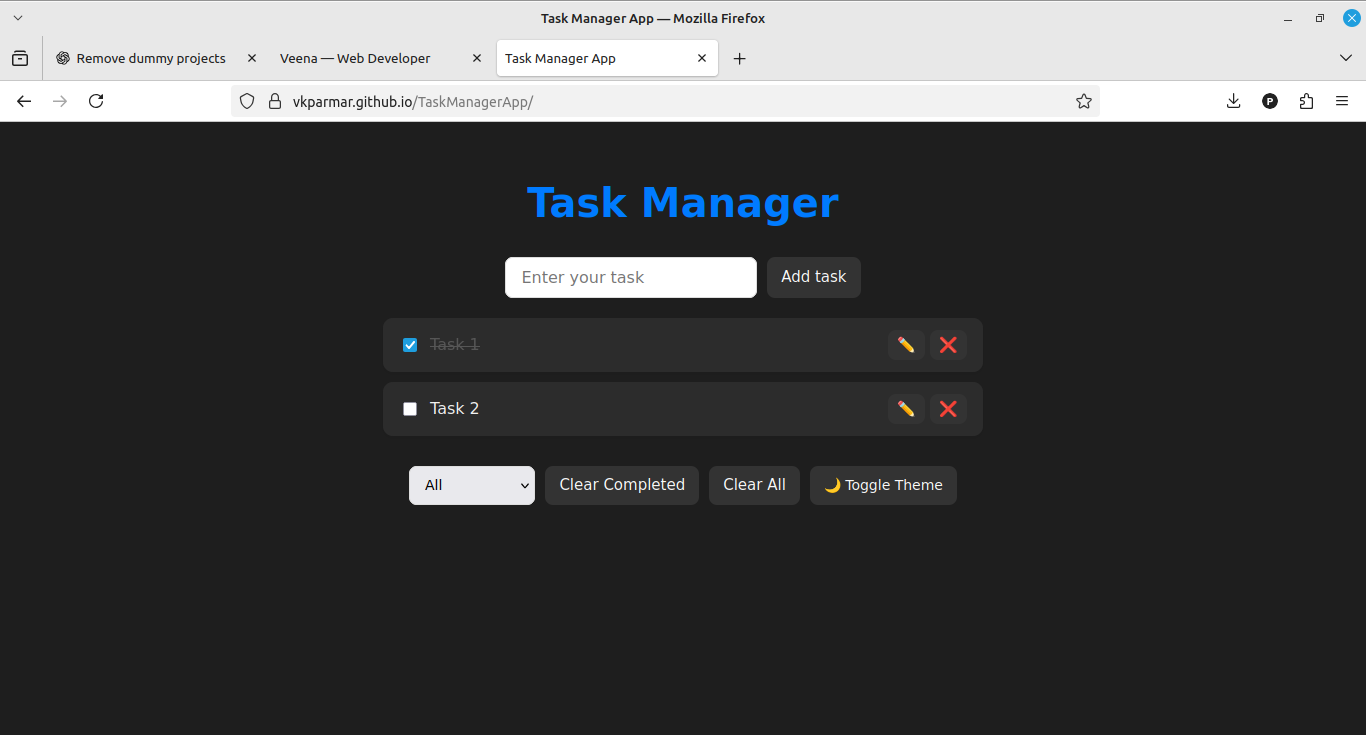 Task Manager App — Mozilla Firefox
Remove dummy projects
Veena — Web Developer
Task Manager App
vkparmar.github.io/TaskManagerApp/
P
Task Manager
Enter your task
Add task
Task 1
Task 2
All
Clear Completed
Clear All
🌙 Toggle Theme